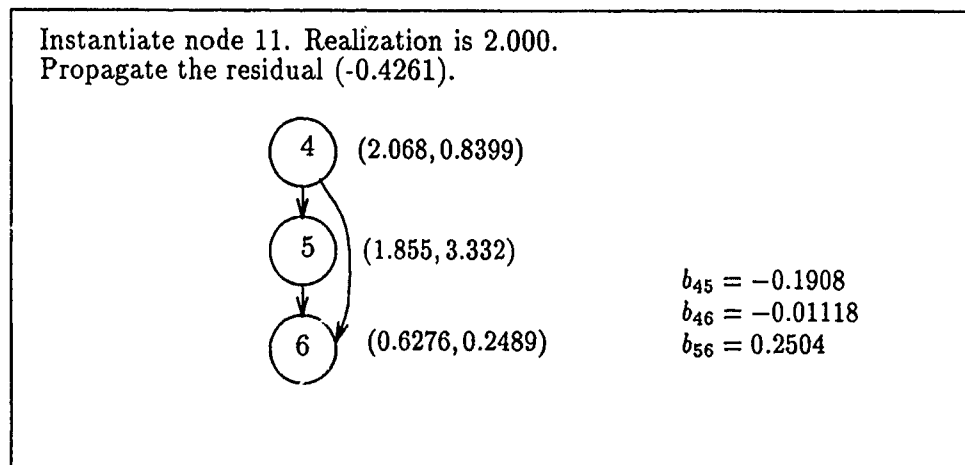 Instantiate node 11. Realization is 2.000.
Propagate the residual (-0.4261).
4 (2.068, 0.8399)
5 (1.855, 3.332)
6 (0.6276, 0.2489)
b₄₅ = −0.1908
b₄₆ = −0.01118
b₅₆ = 0.2504